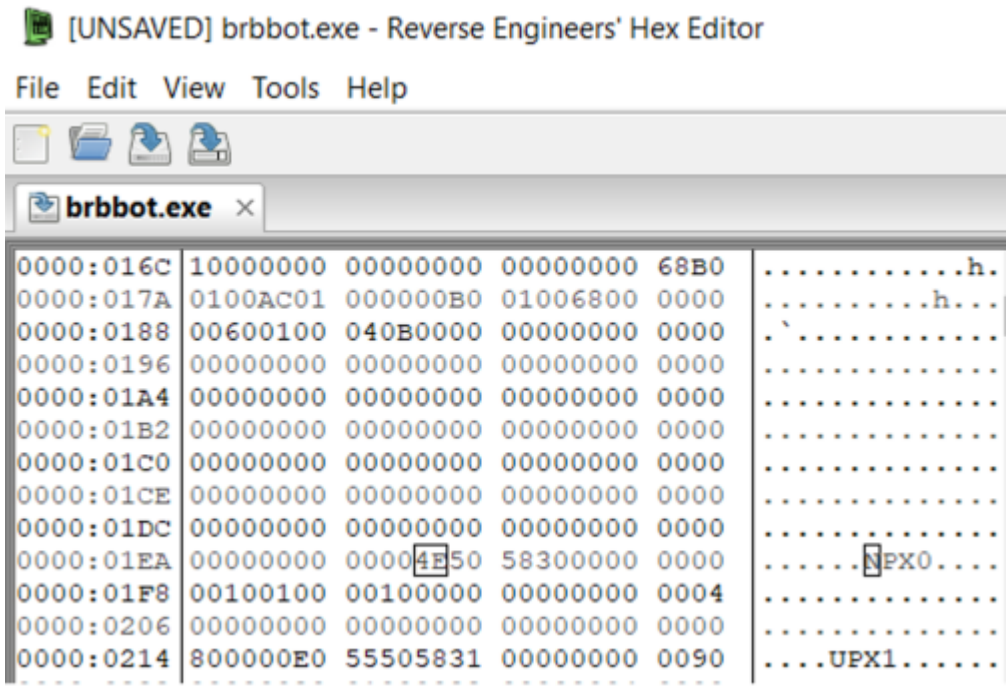 [UNSAVED] brbbot.exe - Reverse Engineers' Hex Editor
File Edit View Tools Help
brbbot.exe ×
0000:016C 10000000 00000000 00000000 68B0 ............h.
0000:017A 0100AC01 000000B0 01006800 0000 ..........h...
0000:0188 00600100 040B0000 00000000 0000 .`............
0000:0196 00000000 00000000 00000000 0000 ..............
0000:01A4 00000000 00000000 00000000 0000 ..............
0000:01B2 00000000 00000000 00000000 0000 ..............
0000:01C0 00000000 00000000 00000000 0000 ..............
0000:01CE 00000000 00000000 00000000 0000 ..............
0000:01DC 00000000 00000000 00000000 0000 ..............
0000:01EA 00000000 00004E50 58300000 0000 ......NPX0....
0000:01F8 00100100 00100000 00000000 0004 ..............
0000:0206 00000000 00000000 00000000 0000 ..............
0000:0214 800000E0 55505831 00000000 0090 ....UPX1......